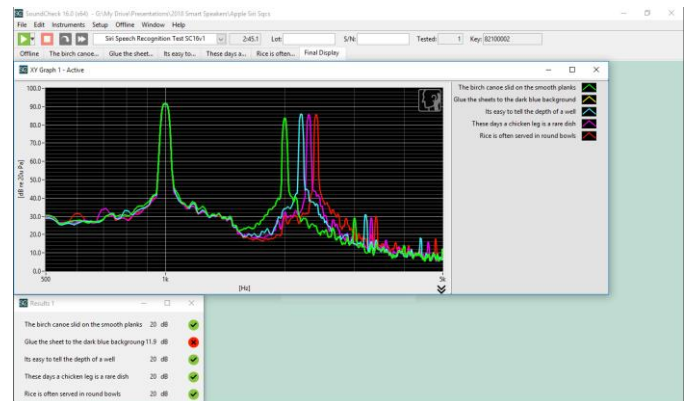 SC SoundCheck 16.0 (x64) - G:\My Drive\Presentations\2018 Smart Speakers\Apple Siri Sqcs
File Edit Instruments Setup Offline Window Help
Siri Speech Recognition Test SC16v1 2:45.1 Lot: S/N: Tested: 1 Key: 82100002
Offline The birch canoe... Glue the sheet... Its easy to... These days a... Rice is often... Final Display
SC XY Graph 1 - Active
The birch canoe slid on the smooth planks
Glue the sheets to the dark blue background
Its easy to tell the depth of a well
These days a chicken leg is a rare dish
Rice is often served in round bowls
[dB re 20u Pa]
100.0
90.0
80.0
70.0
60.0
50.0
40.0
30.0
20.0
10.0
0.0
500 1k 5k
[Hz]
SC Results 1
The birch canoe slid on the smooth planks 20 dB
Glue the sheet to the dark blue backgroung 11.9 dB
Its easy to tell the depth of a well 20 dB
These days a chicken leg is a rare dish 20 dB
Rice is often served in round bowls 20 dB